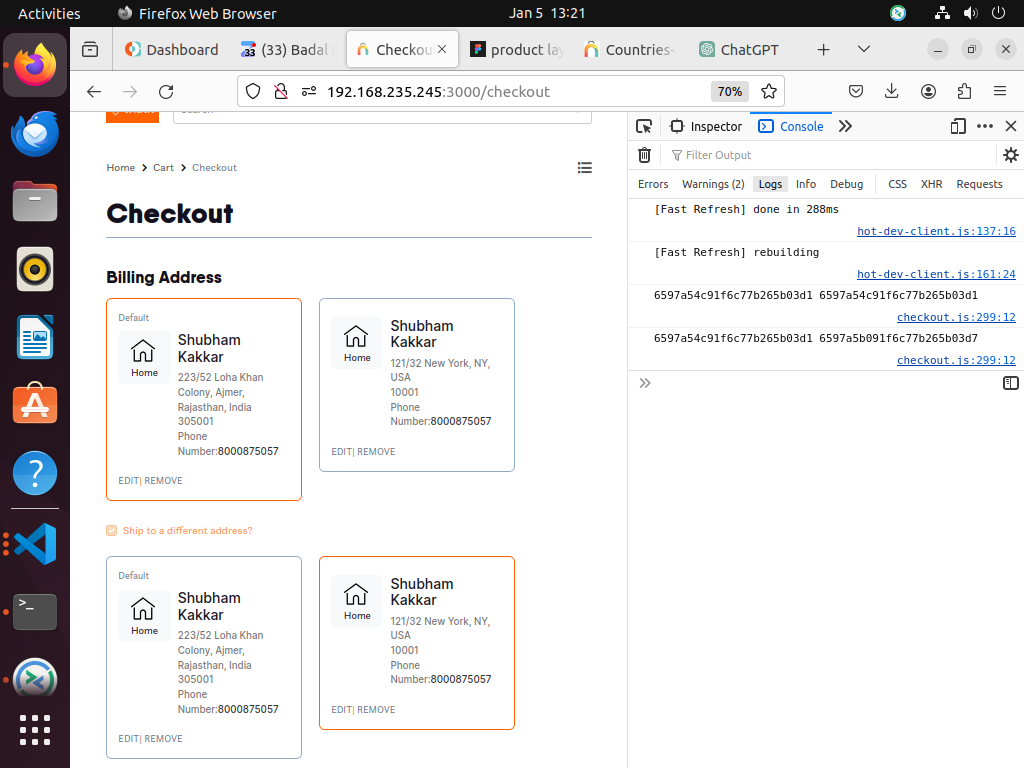 Activities
Firefox Web Browser
Jan 5 13:21
Dashboard
(33) Badal
Checkou
product lay
Countries-
ChatGPT
192.168.235.245:3000/checkout
70%
Home
Cart
Checkout
Checkout
Billing Address
Default
Home
Shubham
Kakkar
223/52 Loha Khan
Colony, Ajmer,
Rajasthan, India
305001
Phone
Number:8000875057
EDIT| REMOVE
Home
Shubham
Kakkar
121/32 New York, NY,
USA
10001
Phone
Number:8000875057
EDIT| REMOVE
Ship to a different address?
Default
Home
Shubham
Kakkar
223/52 Loha Khan
Colony, Ajmer,
Rajasthan, India
305001
Phone
Number:8000875057
EDIT| REMOVE
Home
Shubham
Kakkar
121/32 New York, NY,
USA
10001
Phone
Number:8000875057
EDIT| REMOVE
Inspector
Console
Filter Output
Errors
Warnings (2)
Logs
Info
Debug
CSS
XHR
Requests
[Fast Refresh] done in 288ms
hot-dev-client.js:137:16
[Fast Refresh] rebuilding
hot-dev-client.js:161:24
6597a54c91f6c77b265b03d1 6597a54c91f6c77b265b03d1
checkout.js:299:12
6597a54c91f6c77b265b03d1 6597a5b091f6c77b265b03d7
checkout.js:299:12